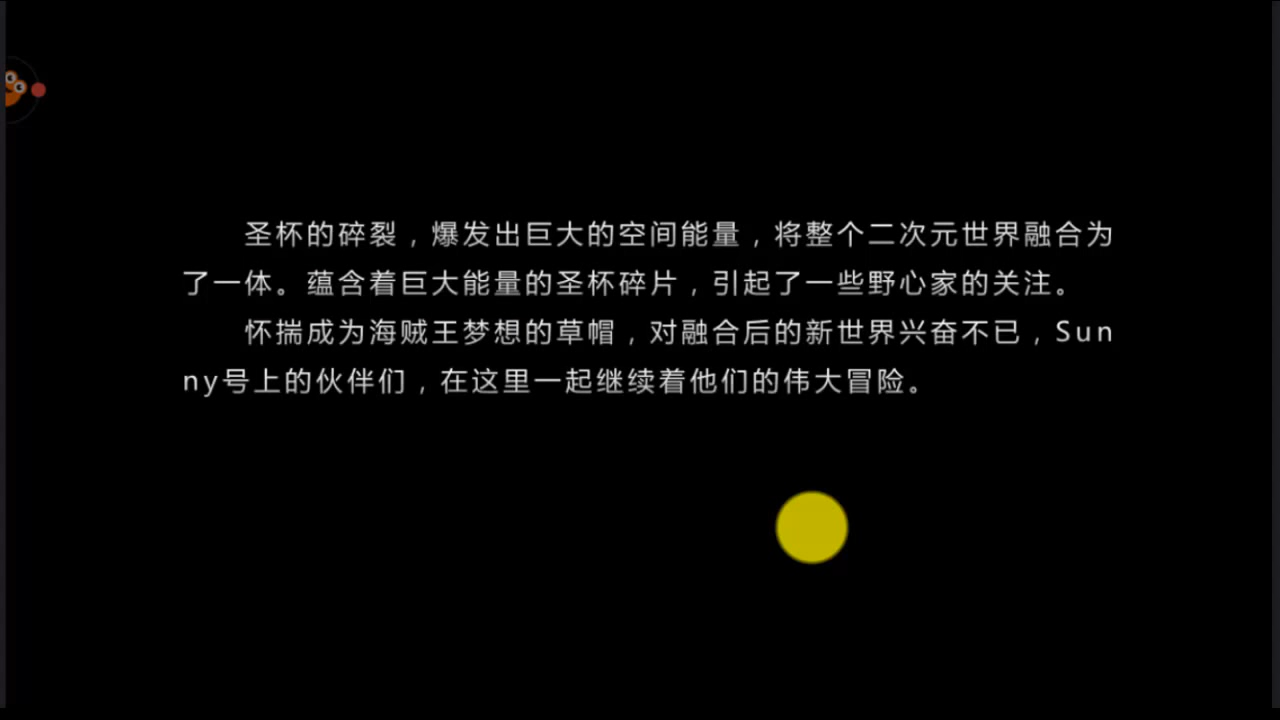 圣杯的碎裂，爆发出巨大的空间能量，将整个二次元世界融合为
了一体。蕴含着巨大能量的圣杯碎片，引起了一些野心家的关注。
怀揣成为海贼王梦想的草帽，对融合后的新世界兴奋不已，Sun
ny号上的伙伴们，在这里一起继续着他们的伟大冒险。